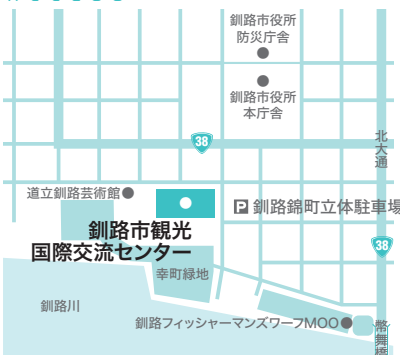 釧路市役所
防災庁舎
釧路市役所
本庁舎
38
北大通
道立釧路芸術館
P 釧路錦町立体駐車場
釧路市観光
国際交流センター
38
幸町緑地
釧路川
釧路フィッシャーマンズワーフMOO
幣舞橋